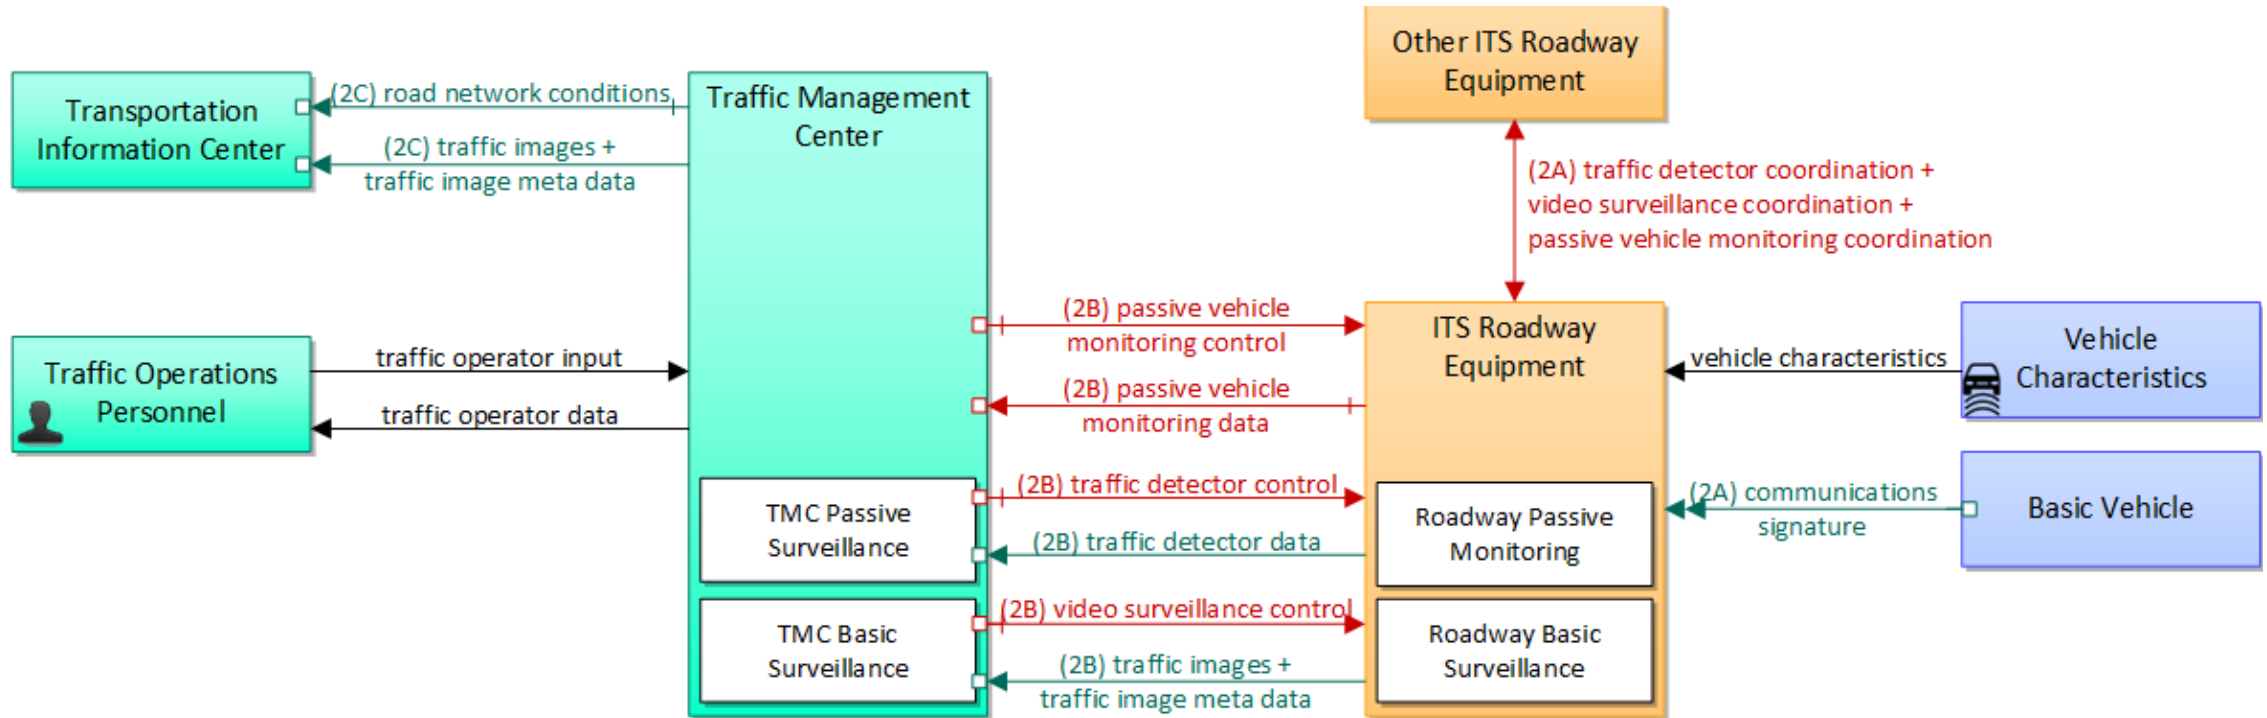 Other ITS Roadway
Equipment
Transportation
Information Center
(2C) road network conditions
(2C) traffic images +
traffic image meta data
Traffic Management
Center
(2A) traffic detector coordination +
video surveillance coordination +
passive vehicle monitoring coordination
Traffic Operations
Personnel
traffic operator input
traffic operator data
(2B) passive vehicle
monitoring control
(2B) passive vehicle
monitoring data
ITS Roadway
Equipment
vehicle characteristics
Vehicle
Characteristics
TMC Passive
Surveillance
(2B) traffic detector control
(2B) traffic detector data
Roadway Passive
Monitoring
(2A) communications
signature
Basic Vehicle
TMC Basic
Surveillance
(2B) video surveillance control
(2B) traffic images +
traffic image meta data
Roadway Basic
Surveillance